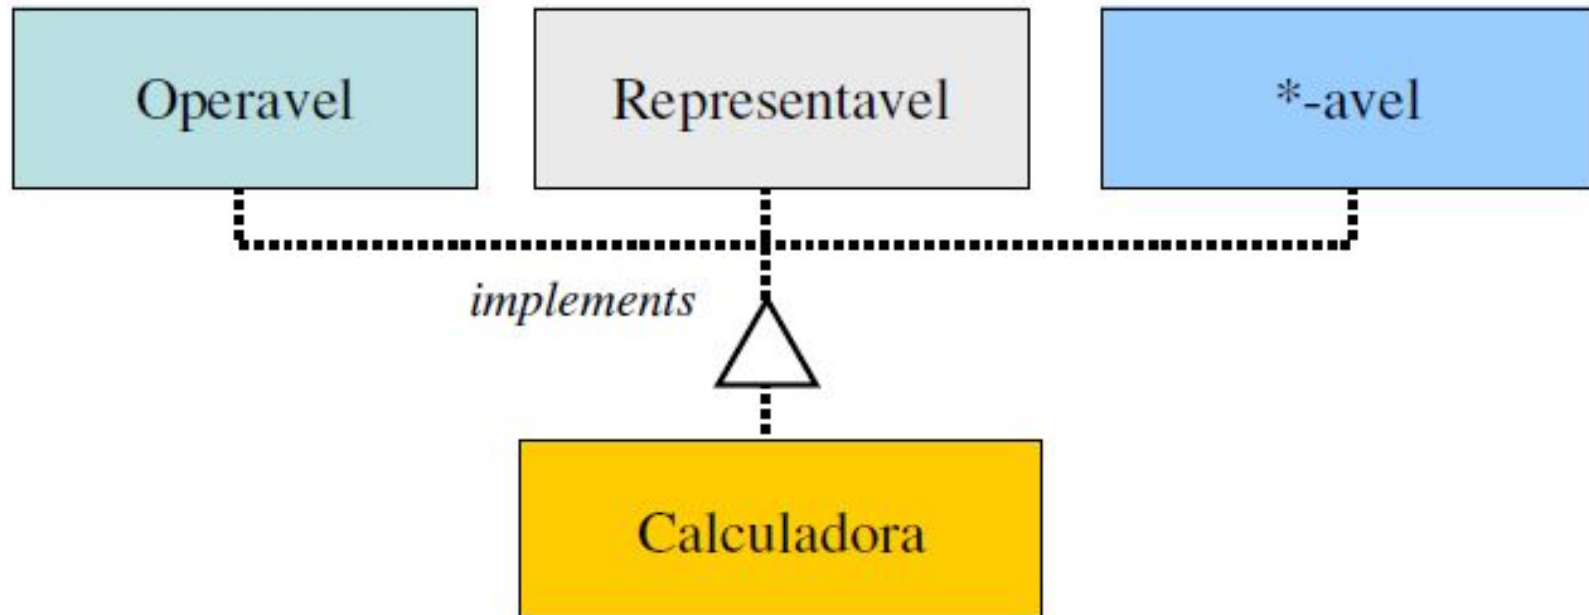 Operavel
Representavel
*-avel
implements
Calculadora